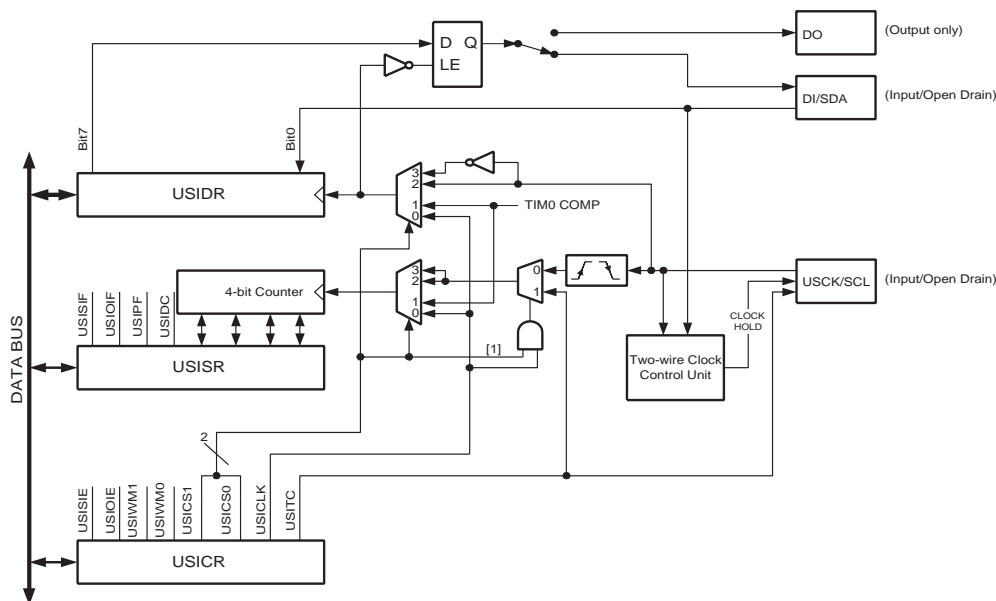 D Q
LE
DO
(Output only)
DI/SDA
(Input/Open Drain)
Bit7
Bit0
USIDR
3
2
1
0
TIM0 COMP
DATA BUS
4-bit Counter
USISIF
USIOIF
USIPF
USIDC
USISR
3
2
1
0
0
1
[1]
USCK/SCL
(Input/Open Drain)
CLOCK
HOLD
Two-wire Clock
Control Unit
2
USISIE
USIOIE
USIWM1
USIWM0
USICS1
USICS0
USICLK
USITC
USICR